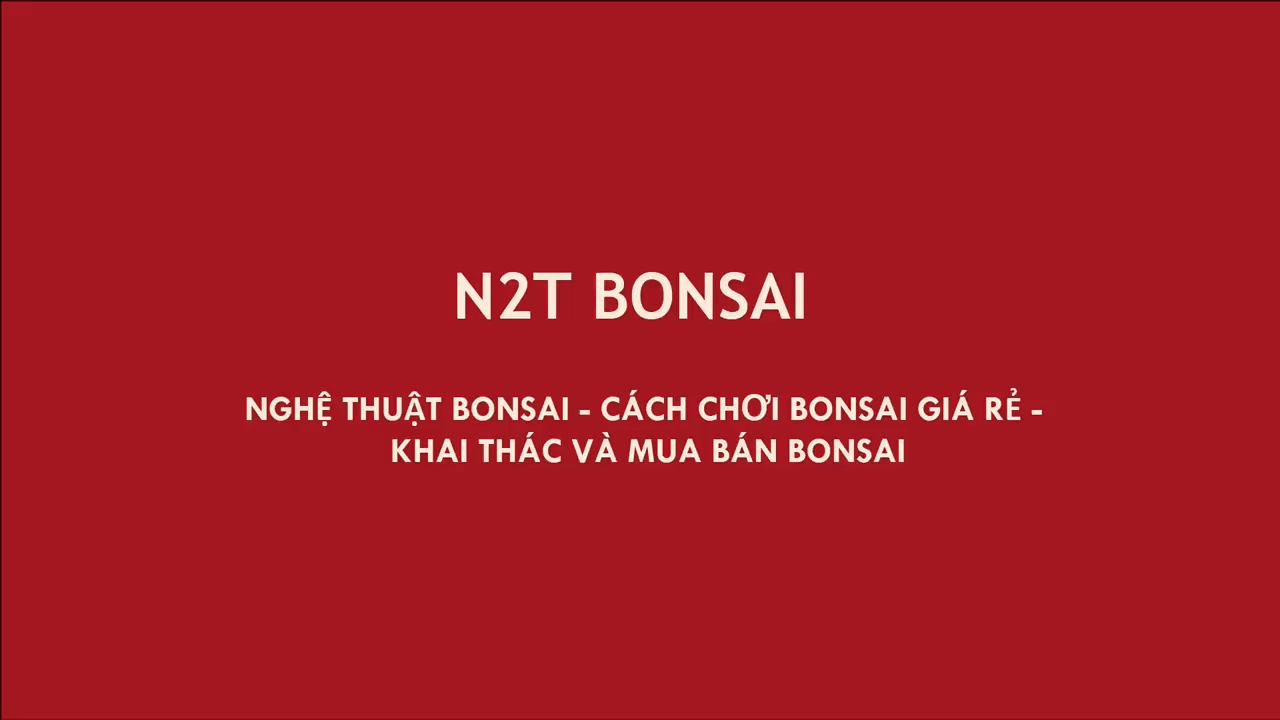 N2T BONSAI
NGHỆ THUẬT BONSAI - CÁCH CHƠI BONSAI GIÁ RẺ -
KHAI THÁC VÀ MUA BÁN BONSAI